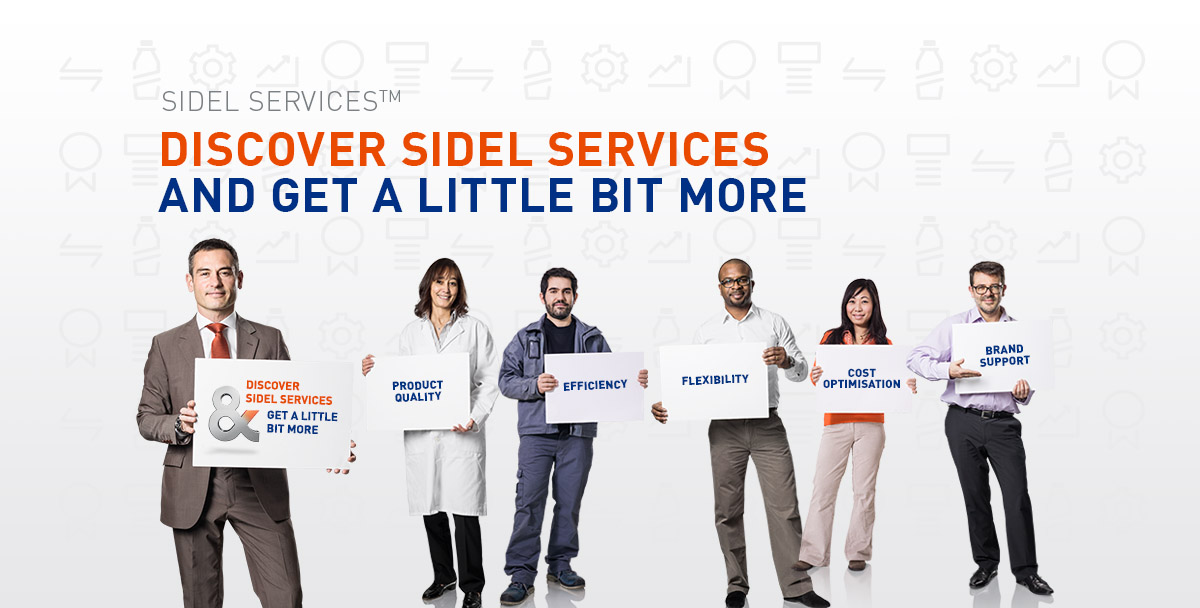 SIDEL SERVICES™
DISCOVER SIDEL SERVICES
AND GET A LITTLE BIT MORE
DISCOVER
SIDEL SERVICES
&
GET A LITTLE
BIT MORE
PRODUCT
QUALITY
EFFICIENCY
FLEXIBILITY
COST
OPTIMISATION
BRAND
SUPPORT